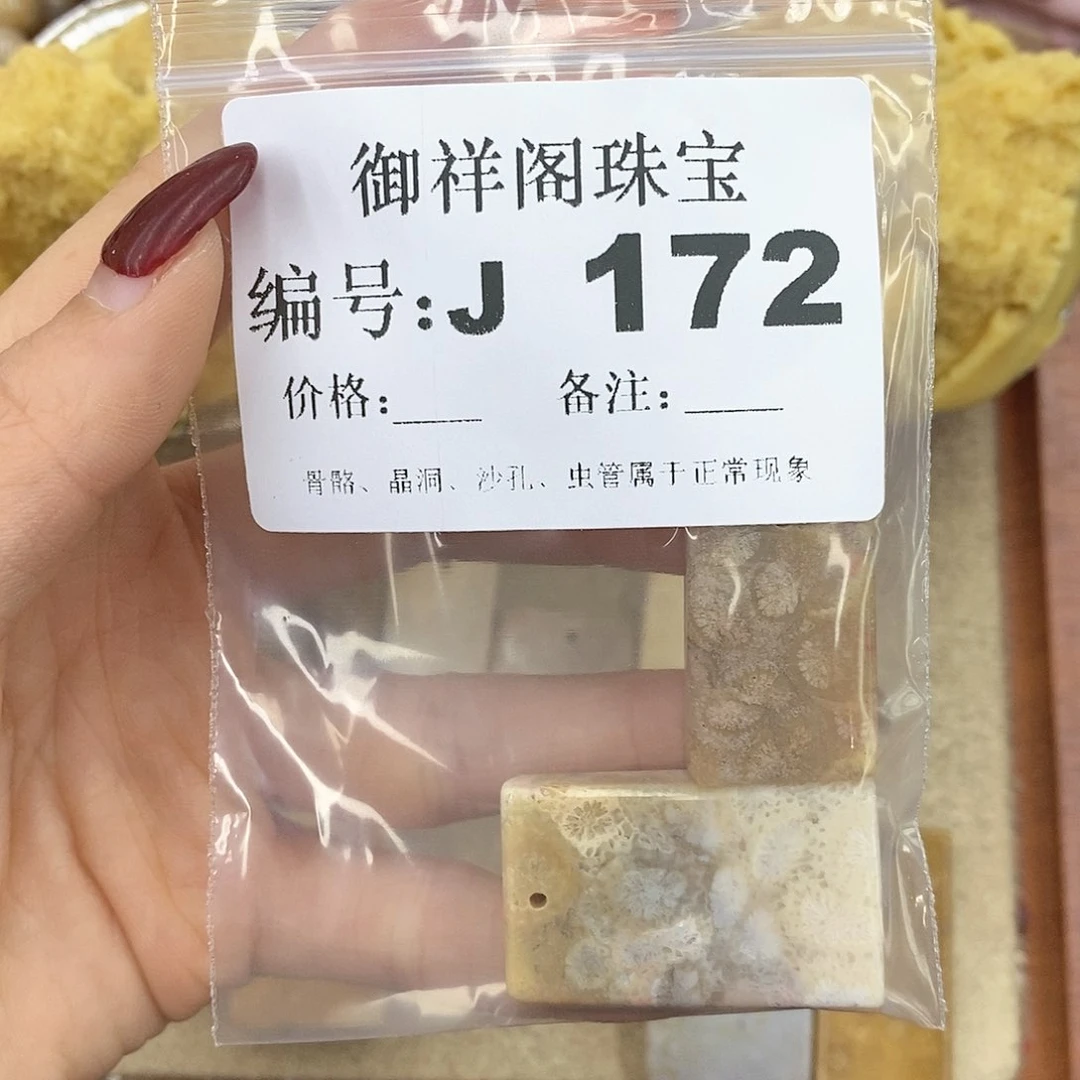 御祥阁珠宝
编号:J 172
价格:____ 备注:____
骨骼、晶洞、沙孔、虫管属于正常现象